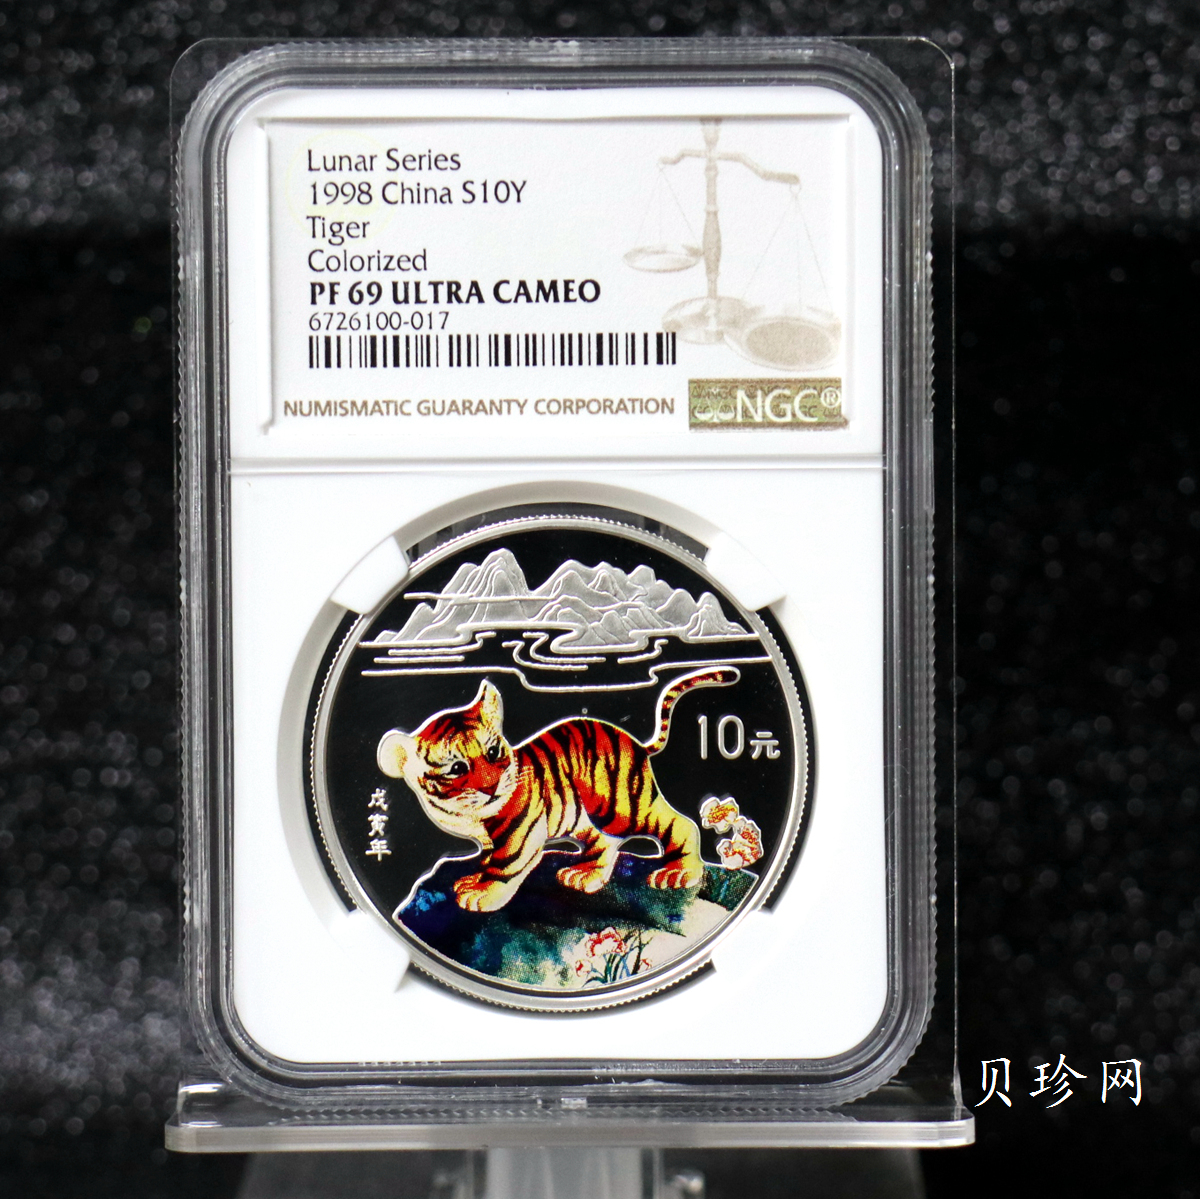 Lunar Series
1998 China S10Y
Tiger
Colorized
PF 69 ULTRA CAMEO
6726100-017
NUMISMATIC GUARANTY CORPORATION
NGC®
10元
戊寅年
贝珍网